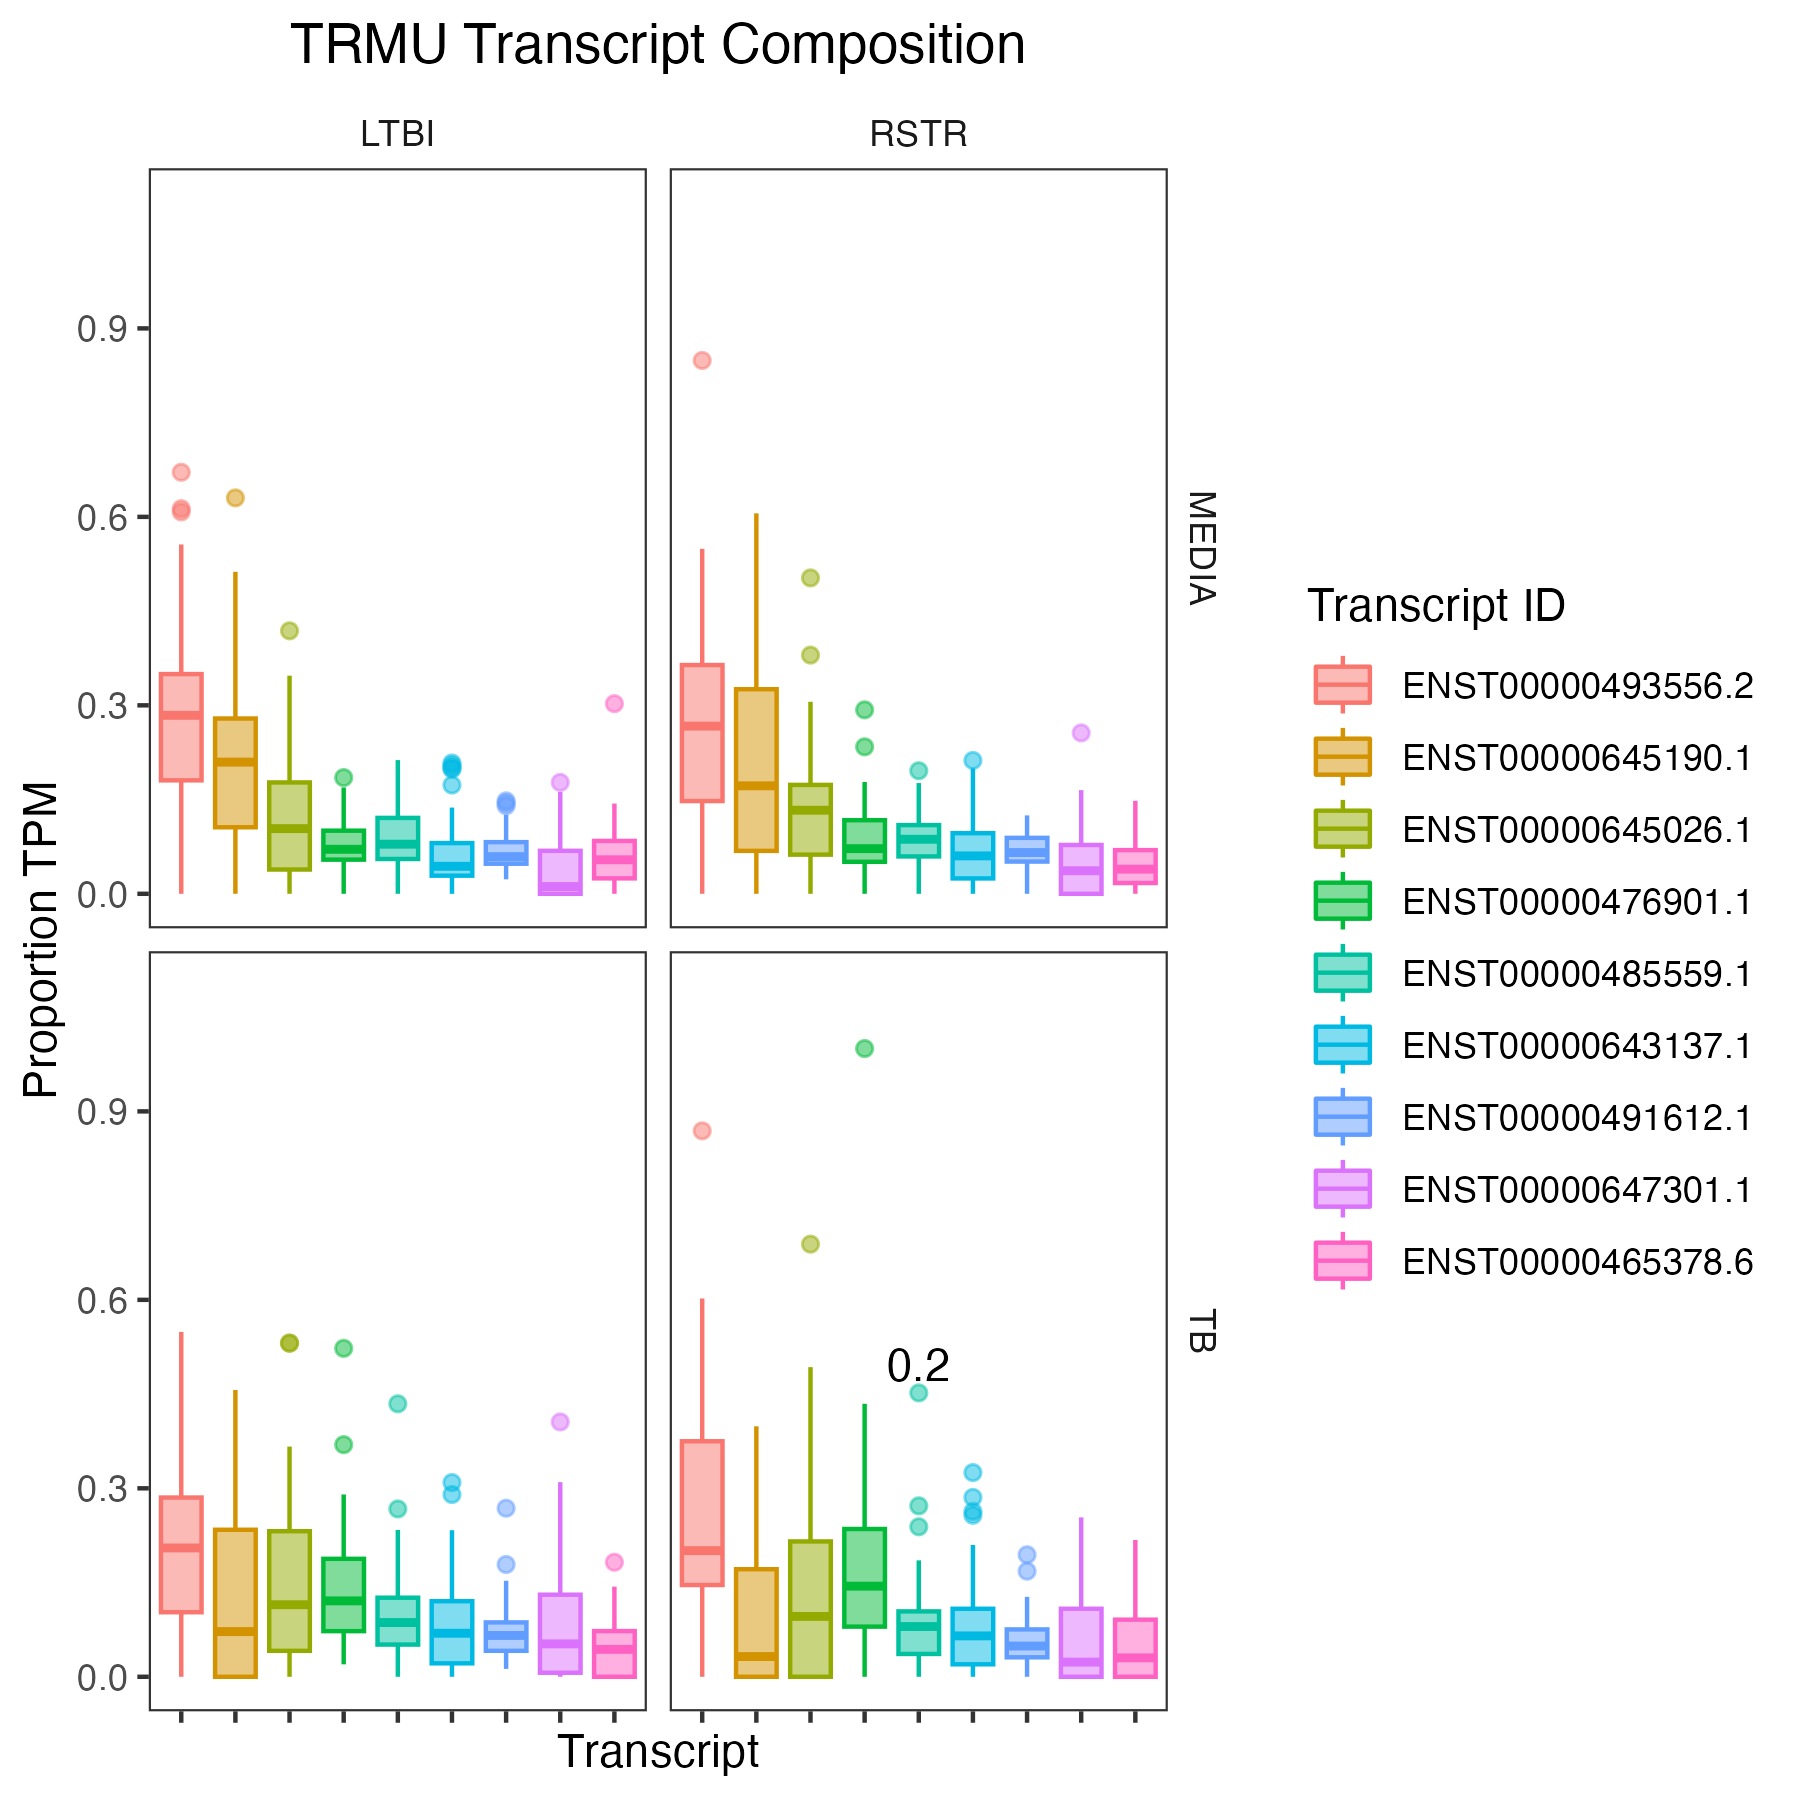 TRMU Transcript Composition
LTBI
RSTR
MEDIA
TB
Proportion TPM
0.9
0.6
0.3
0.0
0.9
0.6
0.3
0.0
0.2
Transcript
Transcript ID
ENST00000493556.2
ENST00000645190.1
ENST00000645026.1
ENST00000476901.1
ENST00000485559.1
ENST00000643137.1
ENST00000491612.1
ENST00000647301.1
ENST00000465378.6